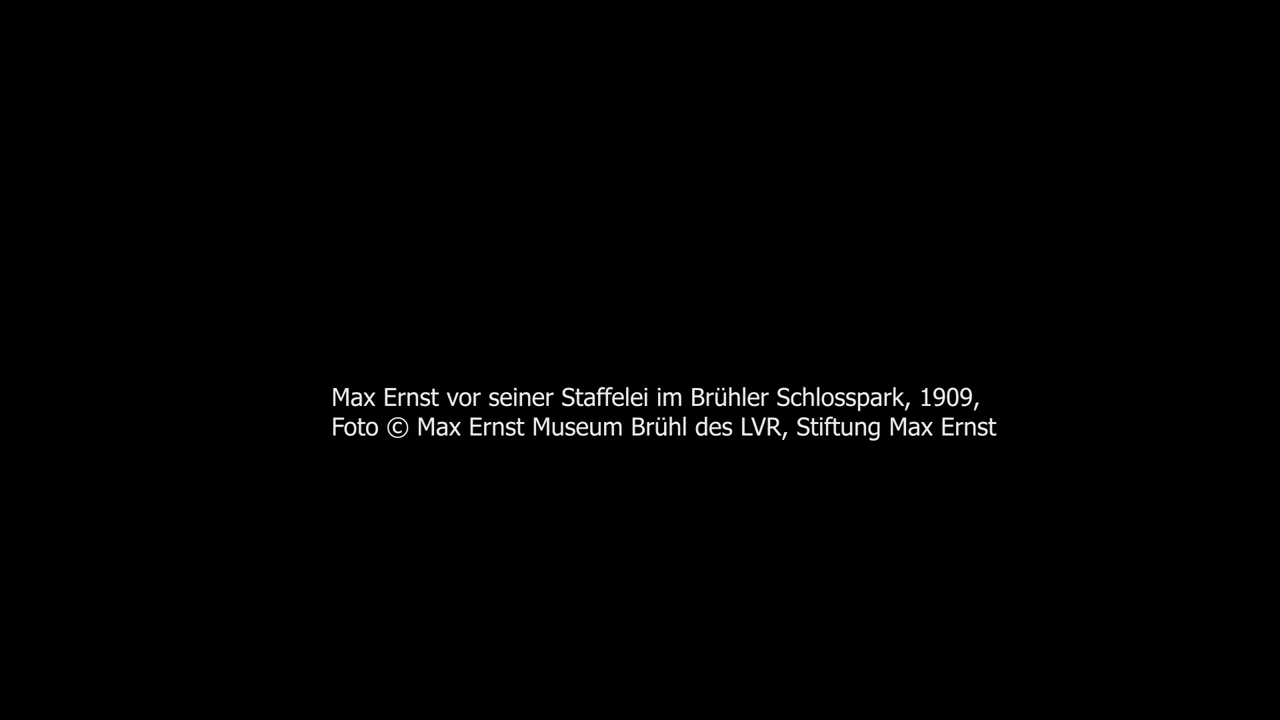 Max Ernst vor seiner Staffelei im Brühler Schlosspark, 1909,
Foto © Max Ernst Museum Brühl des LVR, Stiftung Max Ernst